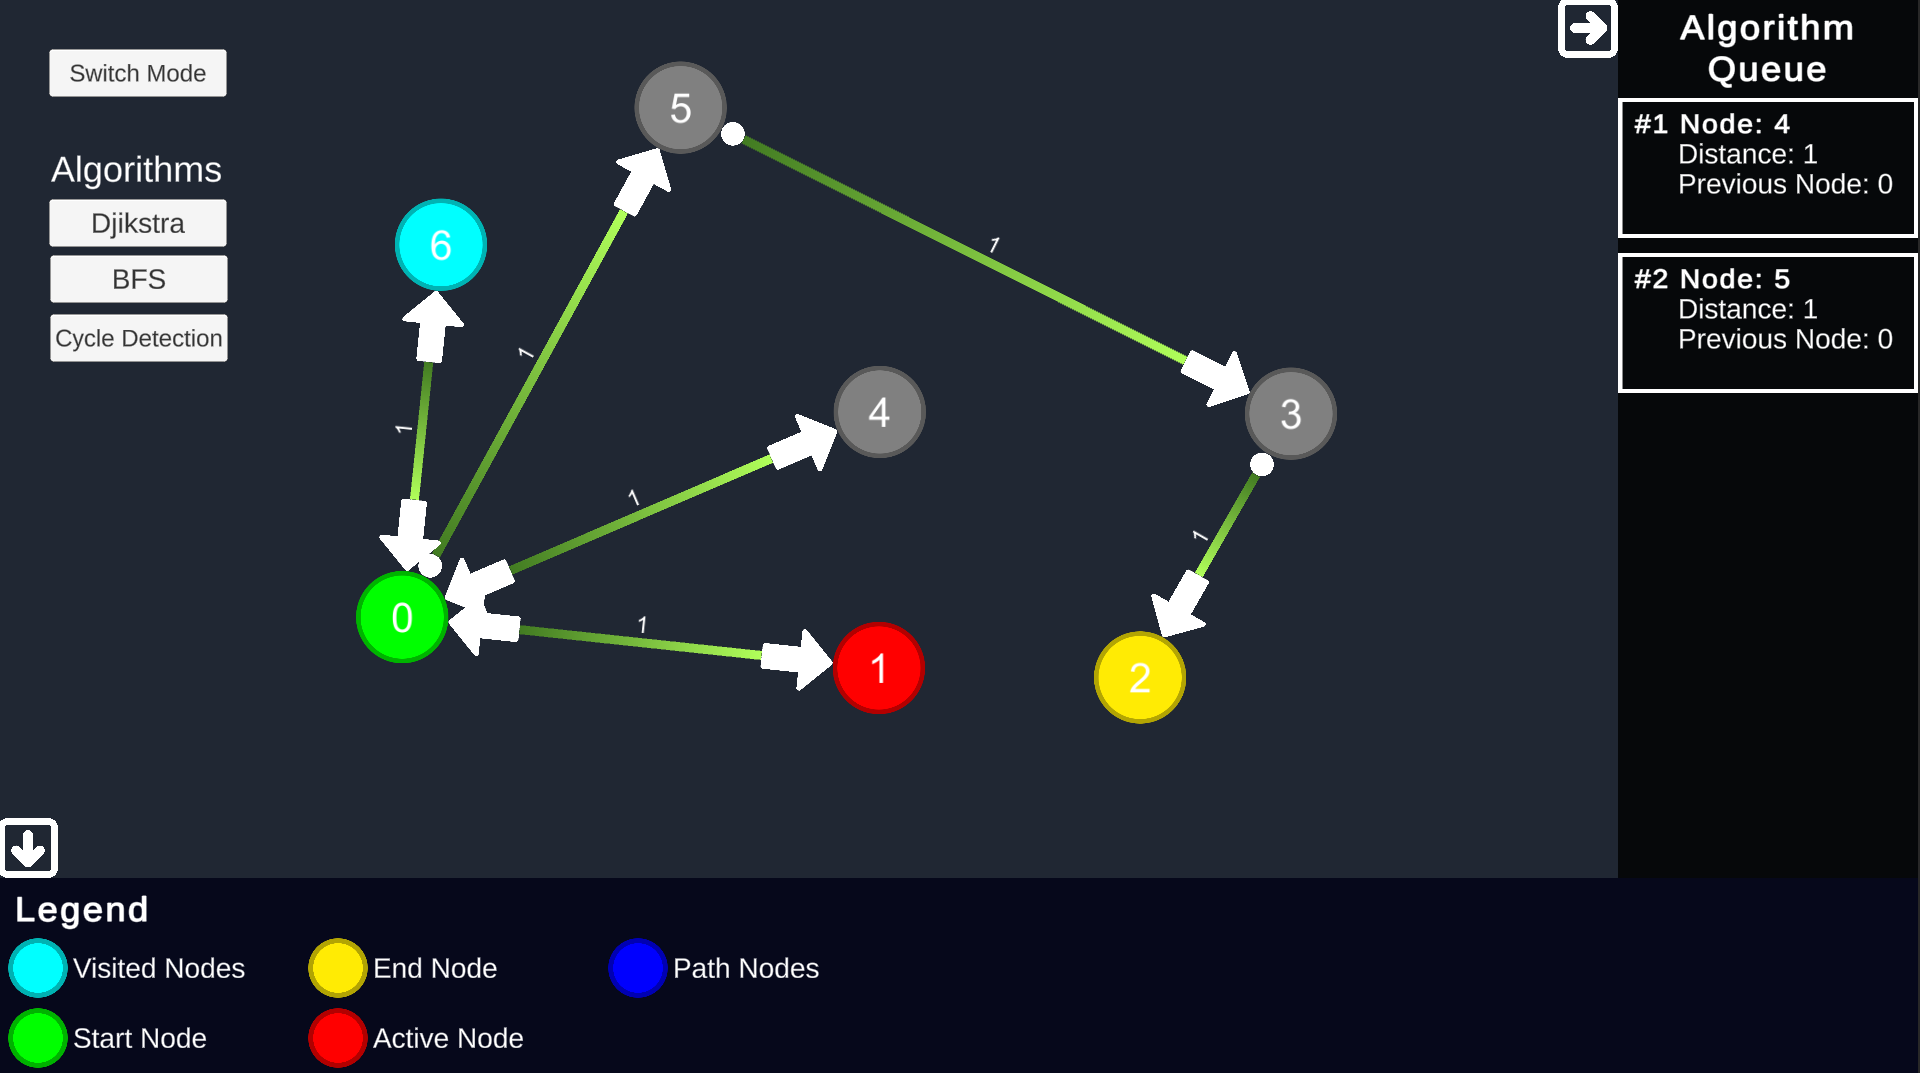 Switch Mode
Algorithms
Djikstra
BFS
Cycle Detection
5
6
4
3
0
1
2
1
1
1
1
1
1
Algorithm
Queue
#1 Node: 4
Distance: 1
Previous Node: 0
#2 Node: 5
Distance: 1
Previous Node: 0
Legend
Visited Nodes
End Node
Path Nodes
Start Node
Active Node